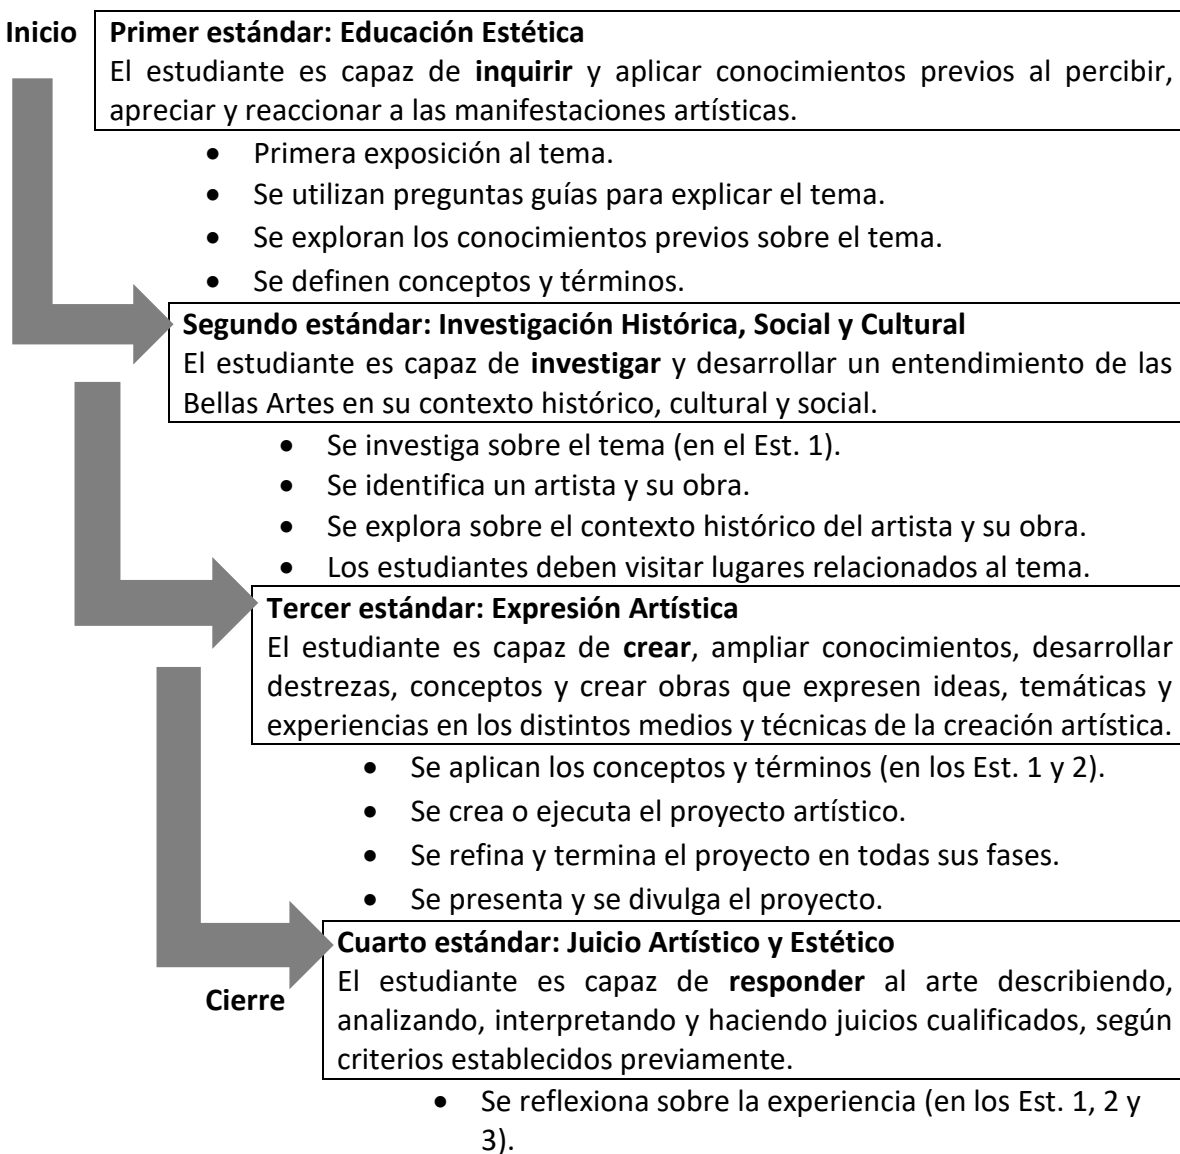 Inicio
Primer estándar: Educación Estética
El estudiante es capaz de inquirir y aplicar conocimientos previos al percibir,
apreciar y reaccionar a las manifestaciones artísticas.
• Primera exposición al tema.
• Se utilizan preguntas guías para explicar el tema.
• Se exploran los conocimientos previos sobre el tema.
• Se definen conceptos y términos.
Segundo estándar: Investigación Histórica, Social y Cultural
El estudiante es capaz de investigar y desarrollar un entendimiento de las
Bellas Artes en su contexto histórico, cultural y social.
• Se investiga sobre el tema (en el Est. 1).
• Se identifica un artista y su obra.
• Se explora sobre el contexto histórico del artista y su obra.
• Los estudiantes deben visitar lugares relacionados al tema.
Tercer estándar: Expresión Artística
El estudiante es capaz de crear, ampliar conocimientos, desarrollar
destrezas, conceptos y crear obras que expresen ideas, temáticas y
experiencias en los distintos medios y técnicas de la creación artística.
• Se aplican los conceptos y términos (en los Est. 1 y 2).
• Se crea o ejecuta el proyecto artístico.
• Se refina y termina el proyecto en todas sus fases.
• Se presenta y se divulga el proyecto.
Cuarto estándar: Juicio Artístico y Estético
El estudiante es capaz de responder al arte describiendo,
analizando, interpretando y haciendo juicios cualificados, según
criterios establecidos previamente.
Cierre
• Se reflexiona sobre la experiencia (en los Est. 1, 2 y
3).